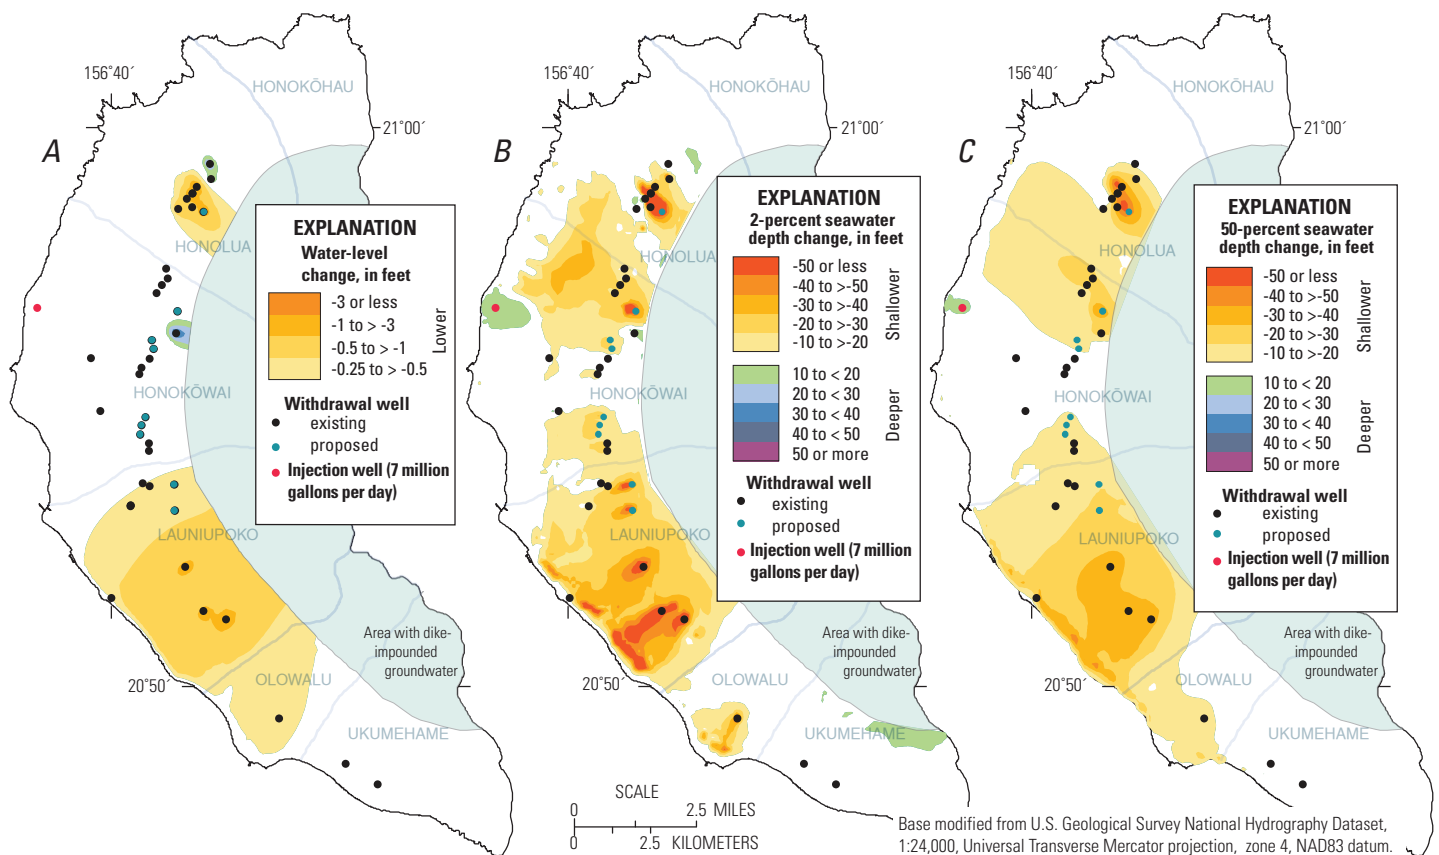 A
156°40´
HONOKŌHAU
21°00´
HONOLUA
HONOKŌWAI
LAUNIUPOKO
OLOWALU
UKUMEHAME
20°50´
Area with dike-
impounded
groundwater
EXPLANATION
Water-level
change, in feet
-3 or less
-1 to > -3
-0.5 to > -1
-0.25 to > -0.5
Lower
Withdrawal well
existing
proposed
Injection well (7 million
gallons per day)
B
156°40´
HONOKŌHAU
21°00´
HONOLUA
HONOKŌWAI
LAUNIUPOKO
OLOWALU
UKUMEHAME
20°50´
Area with dike-
impounded
groundwater
EXPLANATION
2-percent seawater
depth change, in feet
-50 or less
-40 to >-50
-30 to >-40
-20 to >-30
-10 to >-20
Shallower
10 to < 20
20 to < 30
30 to < 40
40 to < 50
50 or more
Deeper
Withdrawal well
existing
proposed
Injection well (7 million
gallons per day)
C
156°40´
HONOKŌHAU
21°00´
HONOLUA
HONOKŌWAI
LAUNIUPOKO
OLOWALU
UKUMEHAME
20°50´
Area with dike-
impounded
groundwater
EXPLANATION
50-percent seawater
depth change, in feet
-50 or less
-40 to >-50
-30 to >-40
-20 to >-30
-10 to >-20
Shallower
10 to < 20
20 to < 30
30 to < 40
40 to < 50
50 or more
Deeper
Withdrawal well
existing
proposed
Injection well (7 million
gallons per day)
SCALE
0 2.5 MILES
0 2.5 KILOMETERS
Base modified from U.S. Geological Survey National Hydrography Dataset,
1:24,000, Universal Transverse Mercator projection, zone 4, NAD83 datum.